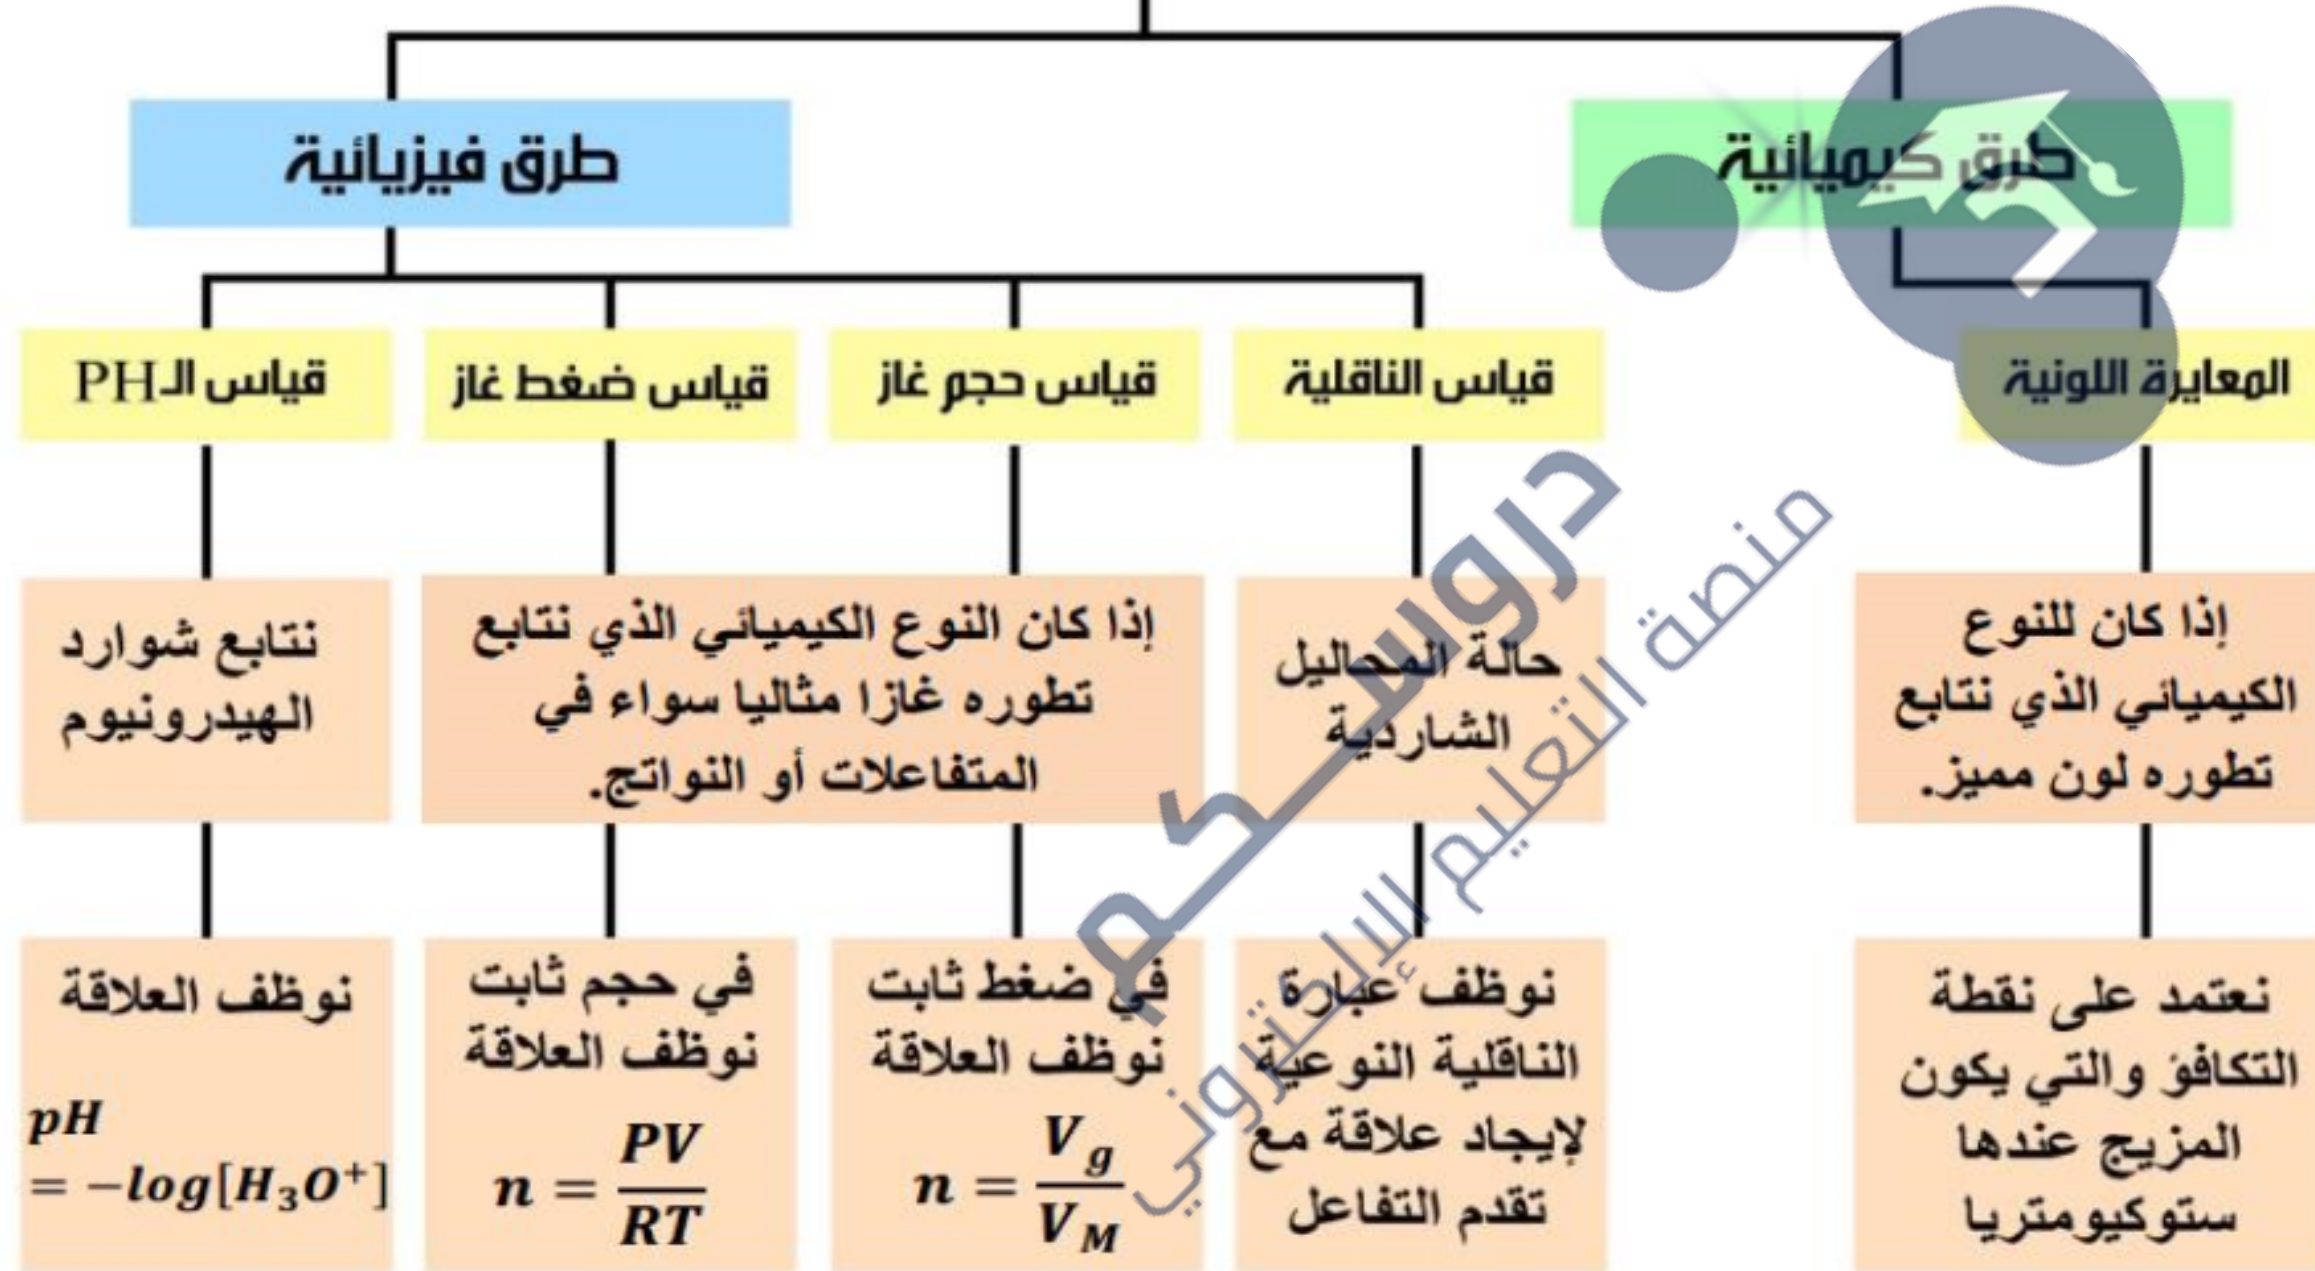 طرق كيميائية
طرق فيزيائية
المعايرة اللونية
قياس الناقلية
قياس حجم غاز
قياس ضغط غاز
قياس الـPH
إذا كان للنوع
الكيميائي الذي نتابع
تطوره لون مميز.
حالة المحاليل
الشاردية
إذا كان النوع الكيميائي الذي نتابع
تطوره غازا مثاليا سواء في
المتفاعلات أو النواتج.
نتابع شوارد
الهيدرونيوم
نعتمد على نقطة
التكافؤ والتي يكون
المزيج عندها
ستوكيومتريا
نوظف عبارة
الناقلية النوعية
لإيجاد علاقة مع
تقدم التفاعل
في ضغط ثابت
نوظف العلاقة
n = V_g / V_M
في حجم ثابت
نوظف العلاقة
n = PV / RT
نوظف العلاقة
pH
= −log[H₃O⁺]
دروسكم
منصة التعليم الإلكتروني